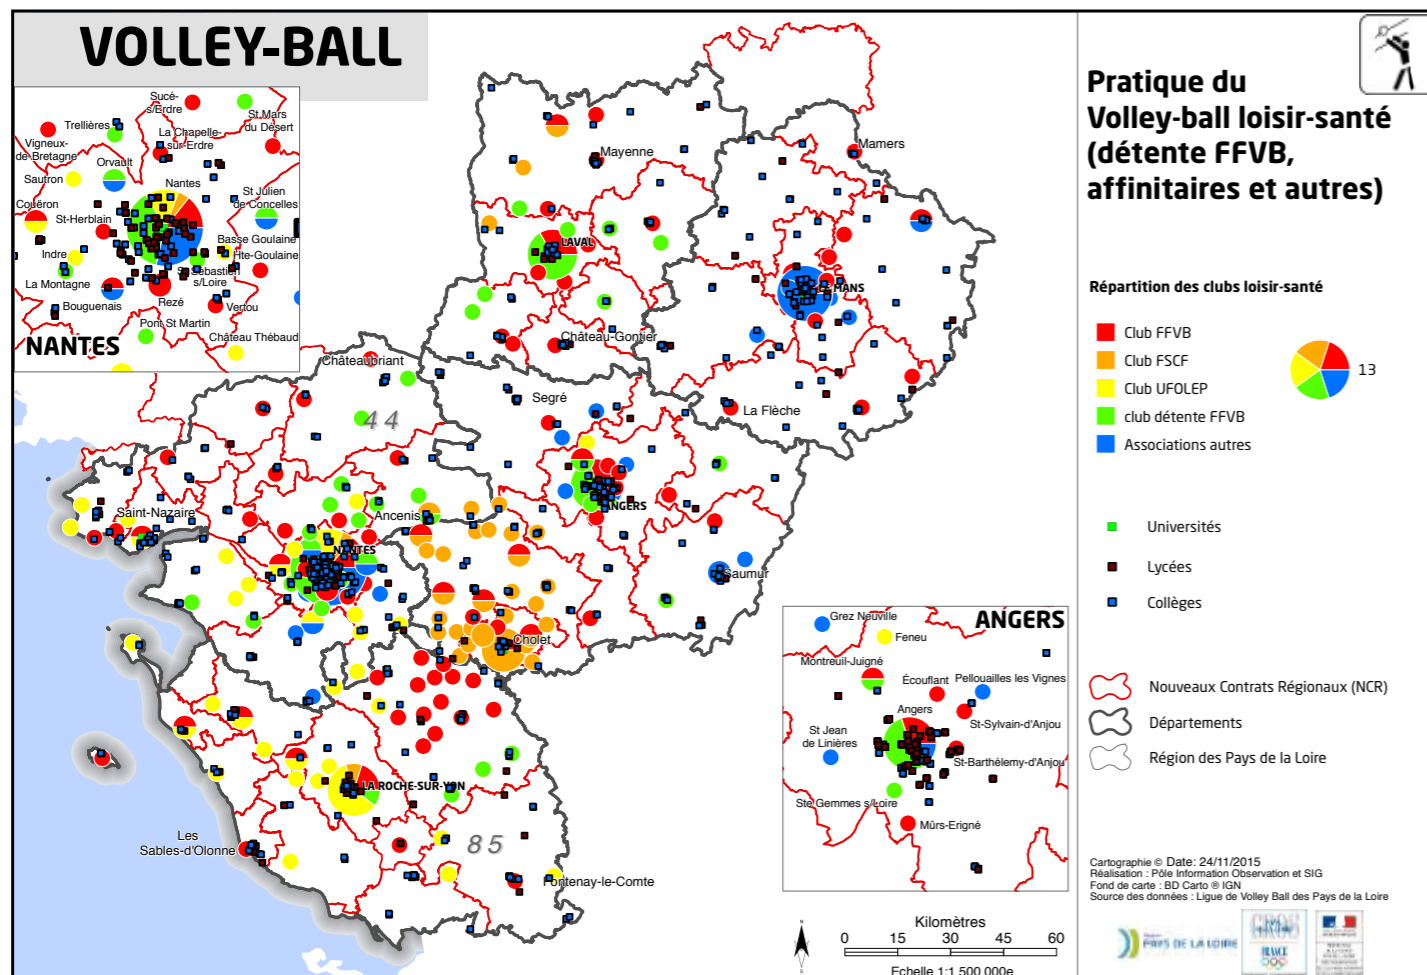 VOLLEY-BALL
Sucé-
s/Erdre
Trellières
St Mars
du Désert
La Chapelle-
sur-Erdre
Vigneux-
de Bretagne
Orvault
Sautron
Nantes
St Julien
de Concelles
Couëron
St-Herblain
Basse Goulaine
Indre
Hte-Goulaine
St Sébastien
s/Loire
La Montagne
Bouguenais
Rezé
Vertou
Pont St Martin
Château Thébaud
NANTES
Mayenne
Mamers
LAVAL
MANS
Château-Gontier
Châteaubriant
Segré
La Flèche
44
Saint-Nazaire
Ancenis
ANGERS
NANTES
Saumur
Cholet
LA ROCHE-SUR-YON
Les
Sables-d'Olonne
85
Fontenay-le-Comte
ANGERS
Grez Neuville
Feneu
Montreuil-Juigné
Écouflant
Pellouailles les Vignes
Angers
St-Sylvain-d'Anjou
St Jean
de Linières
St-Barthélemy-d'Anjou
Ste Gemmes s/Loire
Mûrs-Erigné
Kilomètres
0 15 30 45 60
Echelle 1:1 500 000e
Pratique du
Volley-ball loisir-santé
(détente FFVB,
affinitaires et autres)
Répartition des clubs loisir-santé
Club FFVB
Club FSCF
Club UFOLEP
club détente FFVB
Associations autres
13
Universités
Lycées
Collèges
Nouveaux Contrats Régionaux (NCR)
Départements
Région des Pays de la Loire
Cartographie © Date: 24/11/2015
Réalisation : Pôle Information Observation et SIG
Fond de carte : BD Carto ® IGN
Source des données : Ligue de Volley Ball des Pays de la Loire
PAYS DE LA LOIRE
CROS
FRANCE